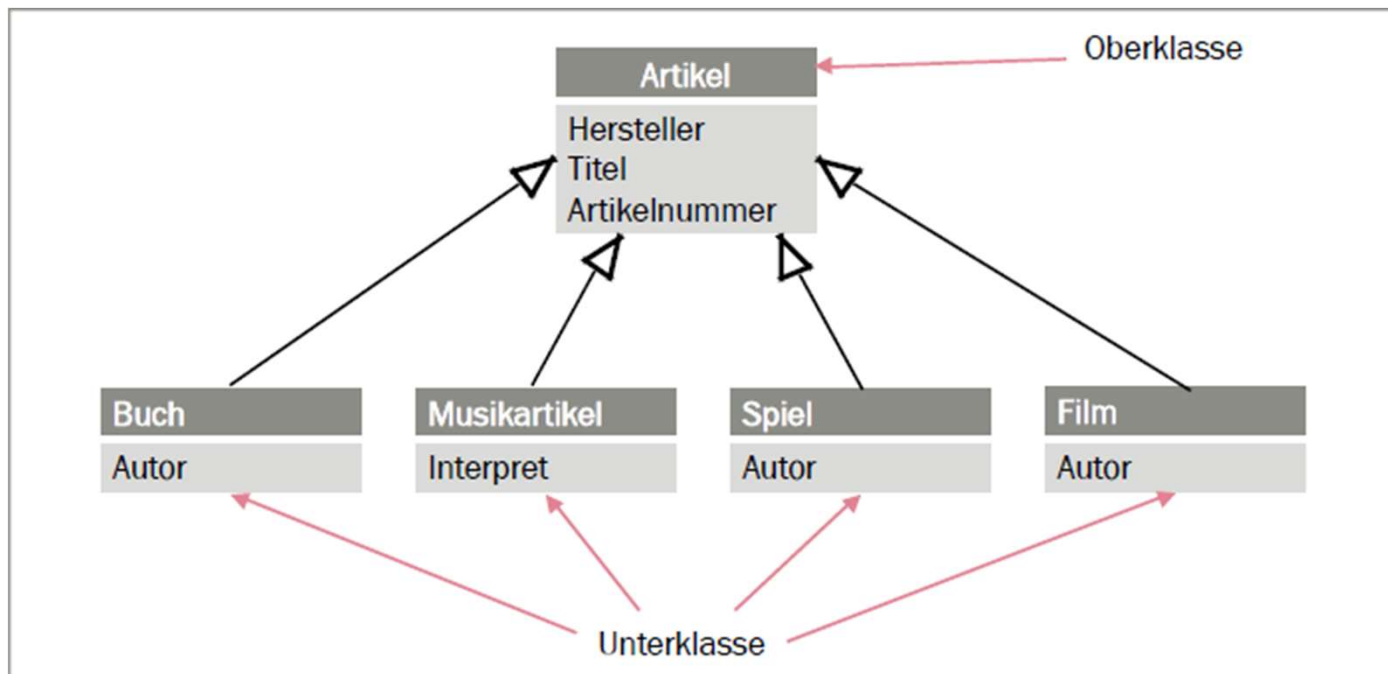 Oberklasse
Artikel
Hersteller
Titel
Artikelnummer
Buch
Autor
Musikartikel
Interpret
Spiel
Autor
Film
Autor
Unterklasse